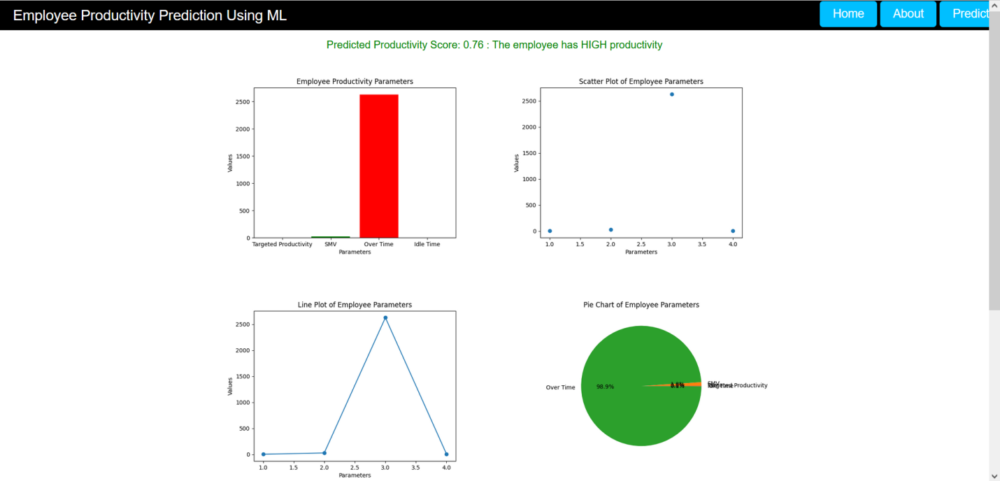 Employee Productivity Prediction Using ML
Home
About
Predict
Predicted Productivity Score: 0.76 : The employee has HIGH productivity
Employee Productivity Parameters
2500
2000
1500
1000
500
0
Values
Targeted Productivity
SMV
Over Time
Idle Time
Parameters
Scatter Plot of Employee Parameters
2500
2000
1500
1000
500
0
Values
1.0
1.5
2.0
2.5
3.0
3.5
4.0
Parameters
Line Plot of Employee Parameters
2500
2000
1500
1000
500
0
Values
1.0
1.5
2.0
2.5
3.0
3.5
4.0
Parameters
Pie Chart of Employee Parameters
Over Time
98.9%
SMV
Targeted Productivity